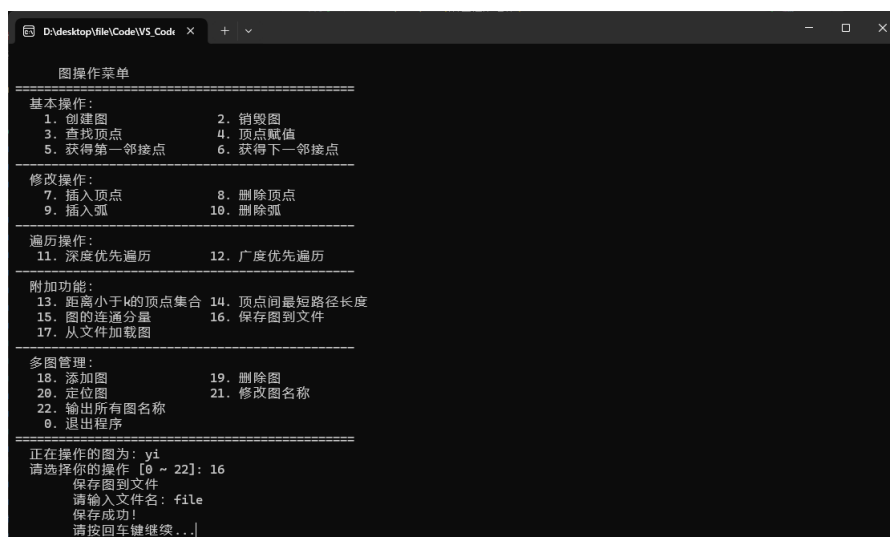 D:\desktop\file\Code\VS_Code
图操作菜单
基本操作:
1. 创建图 2. 销毁图
3. 查找顶点 4. 顶点赋值
5. 获得第一邻接点 6. 获得下一邻接点
修改操作:
7. 插入顶点 8. 删除顶点
9. 插入弧 10. 删除弧
遍历操作:
11. 深度优先遍历 12. 广度优先遍历
附加功能:
13. 距离小于k的顶点集合 14. 顶点间最短路径长度
15. 图的连通分量 16. 保存图到文件
17. 从文件加载图
多图管理:
18. 添加图 19. 删除图
20. 定位图 21. 修改图名称
22. 输出所有图名称
0. 退出程序
正在操作的图为: yi
请选择你的操作 [0 ~ 22]: 16
保存图到文件
请输入文件名: file
保存成功!
请按回车键继续...